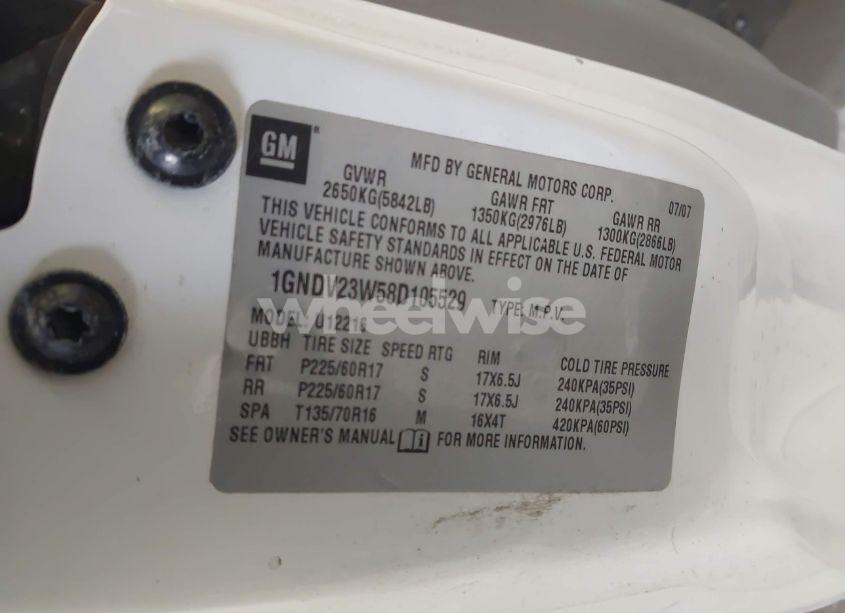 GM®
MFD BY GENERAL MOTORS CORP. 07/07
GVWR GAWR FRT GAWR RR
2650KG(5842LB) 1350KG(2976LB) 1300KG(2866LB)
THIS VEHICLE CONFORMS TO ALL APPLICABLE U.S. FEDERAL MOTOR
VEHICLE SAFETY STANDARDS IN EFFECT ON THE DATE OF
MANUFACTURE SHOWN ABOVE.
1GNDV23W58D105529 TYPE: M.P.V.
wheelwise
MODEL: U12216
UBBH TIRE SIZE SPEED RTG RIM COLD TIRE PRESSURE
FRT P225/60R17 S 17X6.5J 240KPA(35PSI)
RR P225/60R17 S 17X6.5J 240KPA(35PSI)
SPA T135/70R16 M 16X4T 420KPA(60PSI)
SEE OWNER'S MANUAL FOR MORE INFORMATION.